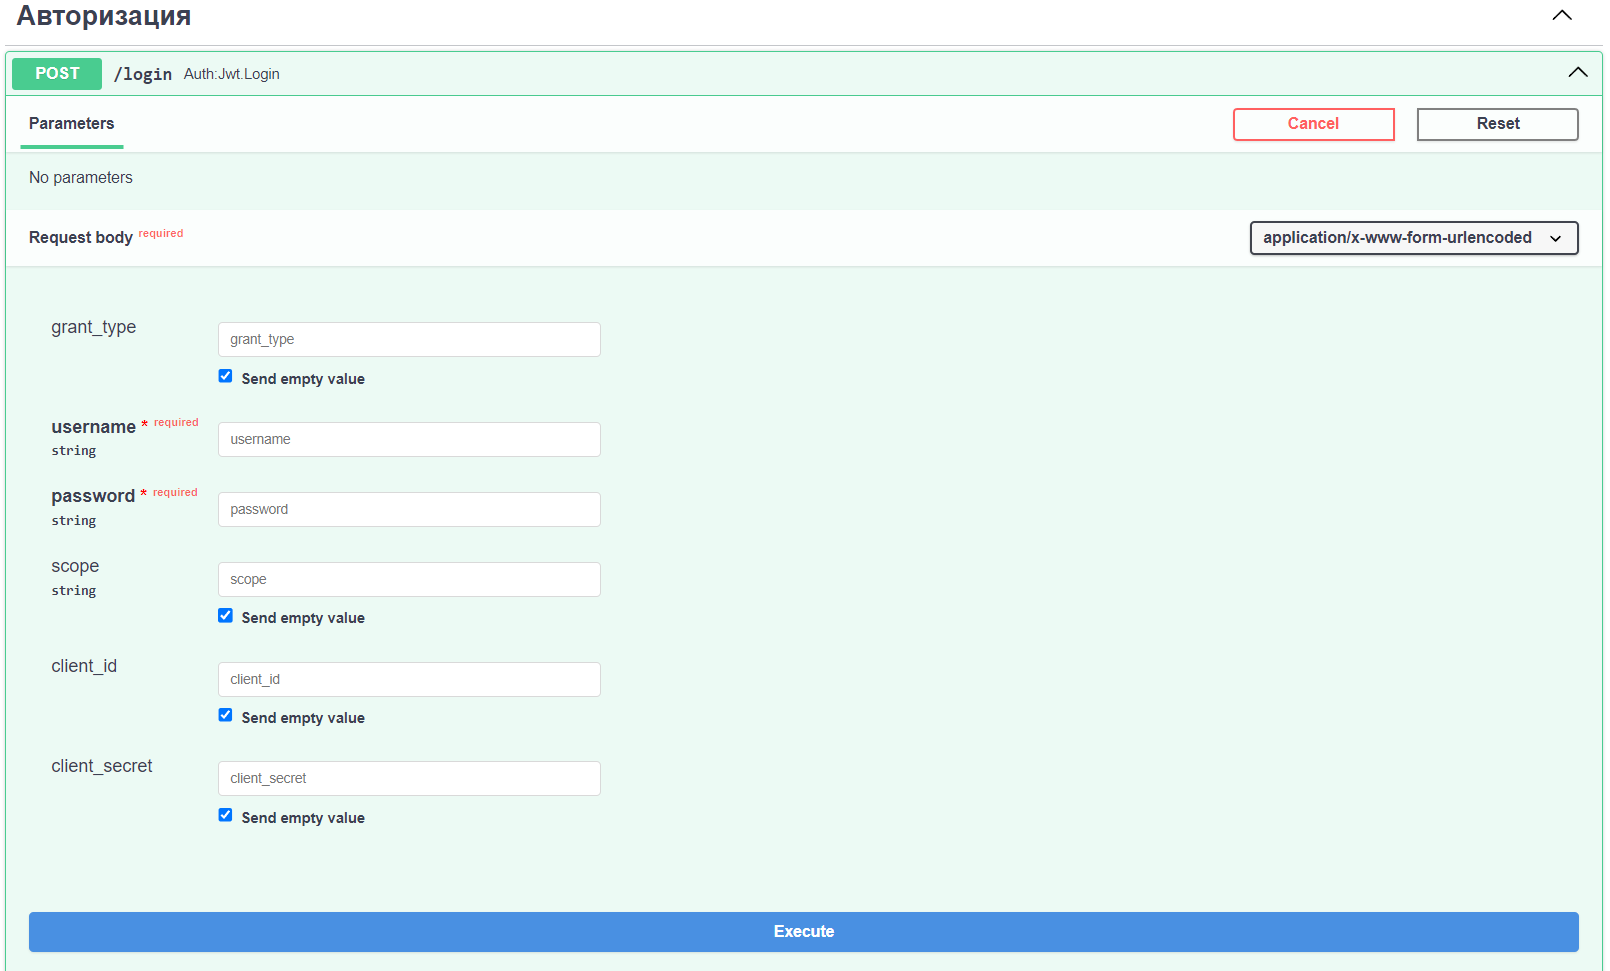 Авторизация
POST /login Auth:Jwt.Login
Parameters
Cancel
Reset
No parameters
Request body required
application/x-www-form-urlencoded
grant_type
grant_type
Send empty value
username * required
string
username
password * required
string
password
scope
string
scope
Send empty value
client_id
client_id
Send empty value
client_secret
client_secret
Send empty value
Execute